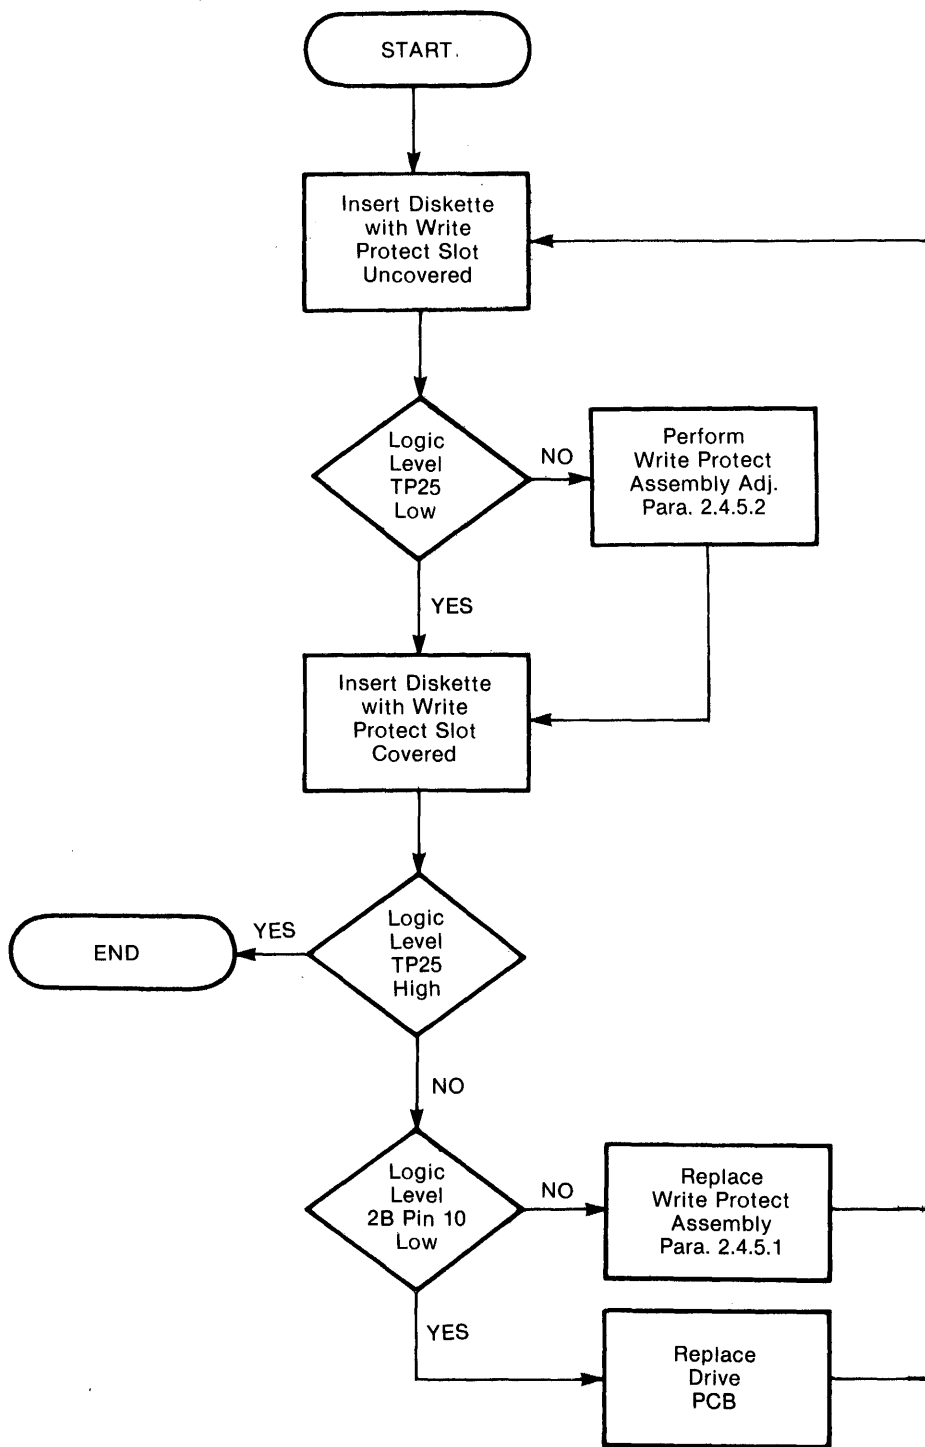 START
Insert Diskette
with Write
Protect Slot
Uncovered
Logic
Level
TP25
Low
NO
Perform
Write Protect
Assembly Adj.
Para. 2.4.5.2
YES
Insert Diskette
with Write
Protect Slot
Covered
Logic
Level
TP25
High
YES
END
NO
Logic
Level
2B Pin 10
Low
NO
Replace
Write Protect
Assembly
Para. 2.4.5.1
YES
Replace
Drive
PCB